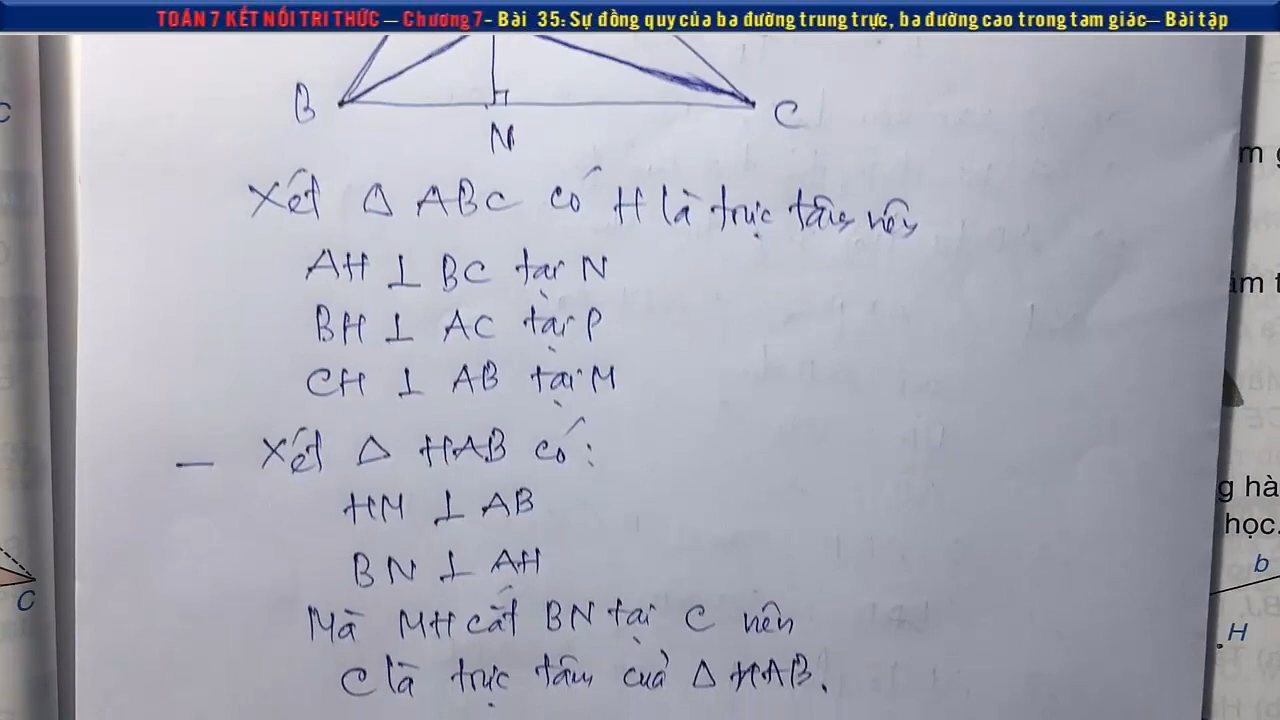 TOÁN 7 KẾT NỐI TRI THỨC – Chương 7- Bài 35: Sự đồng quy của ba đường trung trực, ba đường cao trong tam giác– Bài tập
B
C
N
Xét Δ ABC có H là trực tâm nên
AH ⊥ BC tại N
BH ⊥ AC tại P
CH ⊥ AB tại M
– Xét Δ HAB có:
HM ⊥ AB
BN ⊥ AH
Mà MH cắt BN tại C nên
C là trực tâm của Δ HAB.
C
C
g hà
học.
b
H